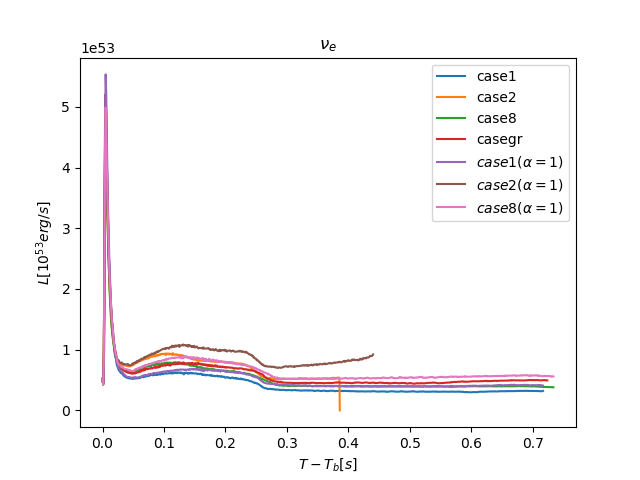 1e53
ν_e
case1
case2
case8
casegr
case1(α = 1)
case2(α = 1)
case8(α = 1)
L[10^53 erg/s]
5
4
3
2
1
0
0.0 0.1 0.2 0.3 0.4 0.5 0.6 0.7
T − T_b[s]